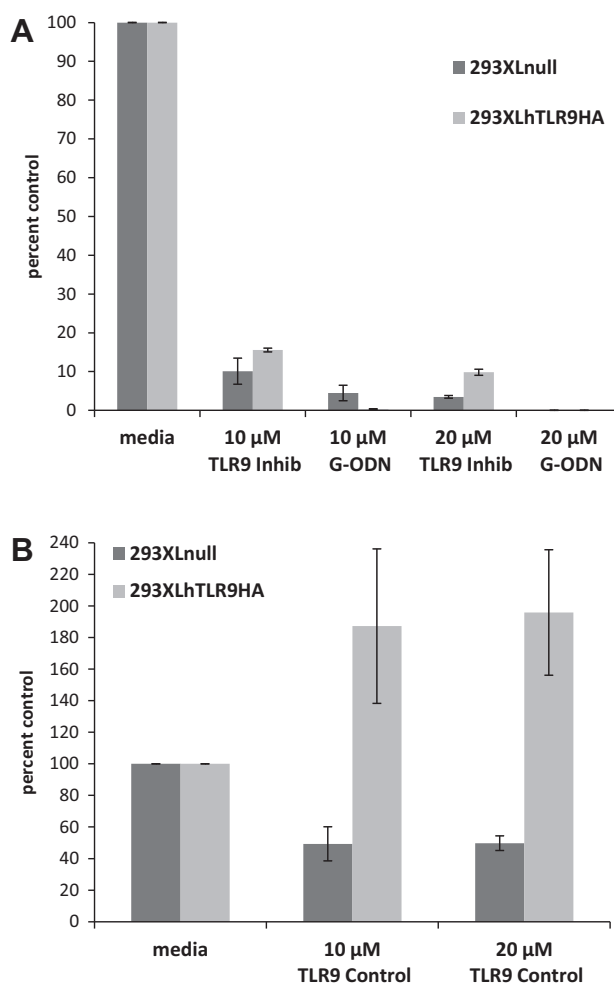 A
100
90
80
70
60
50
40
30
20
10
0
percent control
293XLnull
293XLhTLR9HA
media
10 µM
TLR9 Inhib
10 µM
G-ODN
20 µM
TLR9 Inhib
20 µM
G-ODN
B
240
220
200
180
160
140
120
100
80
60
40
20
0
percent control
293XLnull
293XLhTLR9HA
media
10 µM
TLR9 Control
20 µM
TLR9 Control